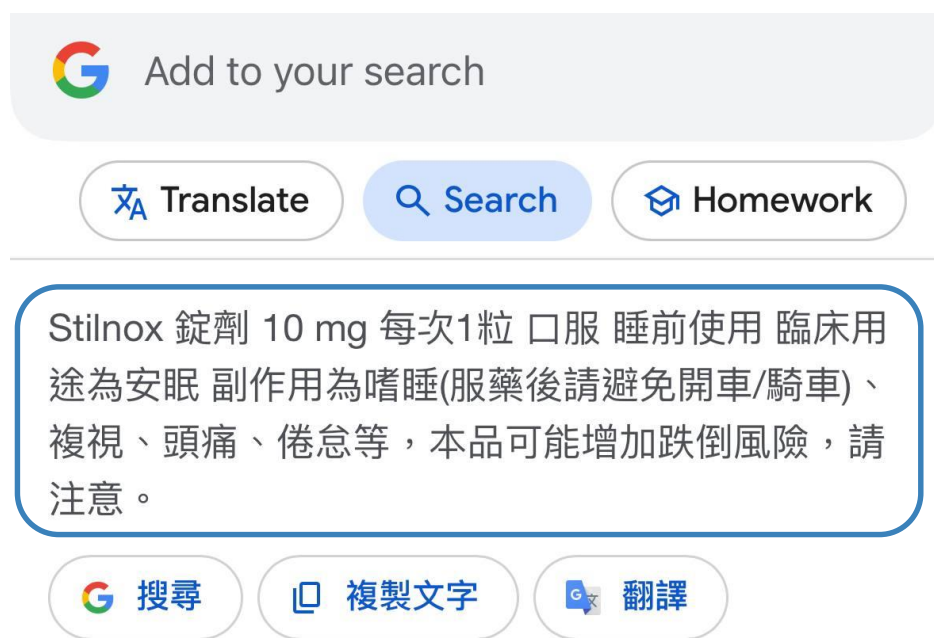 Add to your search
Translate
Search
Homework
Stilnox 錠劑 10 mg 每次1粒 口服 睡前使用 臨床用
途為安眠 副作用為嗜睡(服藥後請避免開車/騎車)、
複視、頭痛、倦怠等，本品可能增加跌倒風險，請
注意。
搜尋
複製文字
翻譯